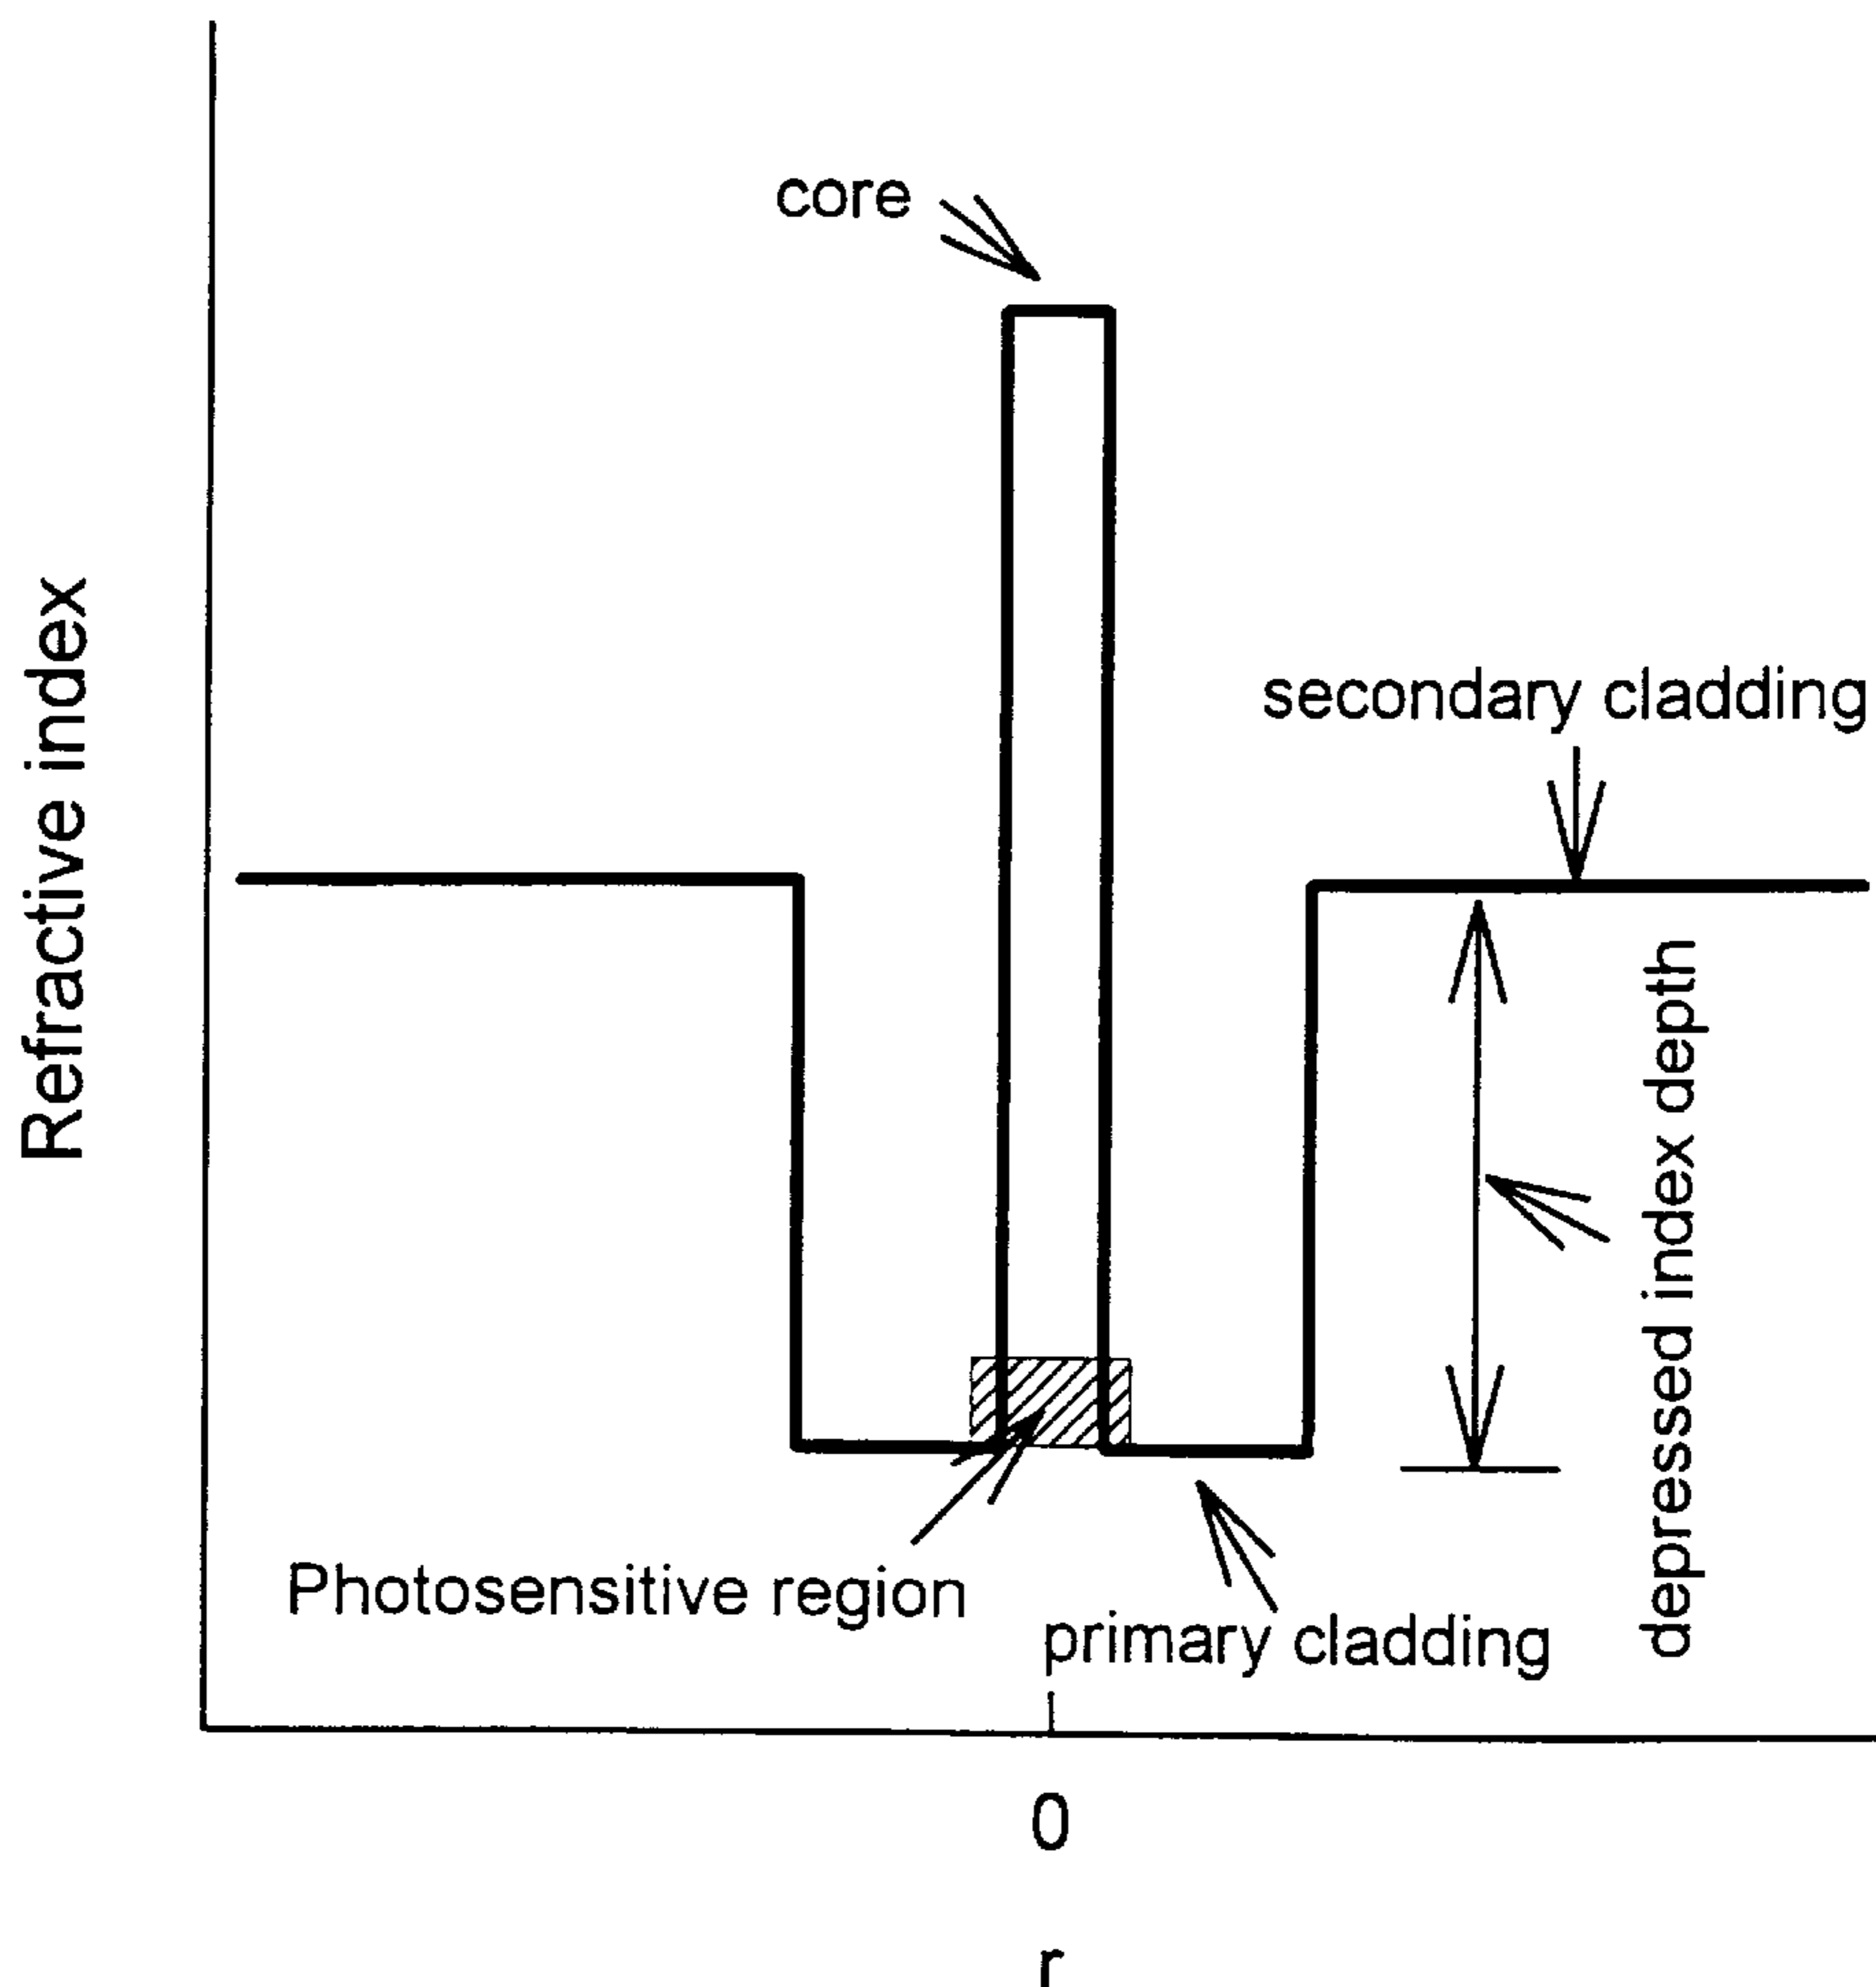 core
secondary cladding
Refractive index
depressed index depth
Photosensitive region
primary cladding
0
r